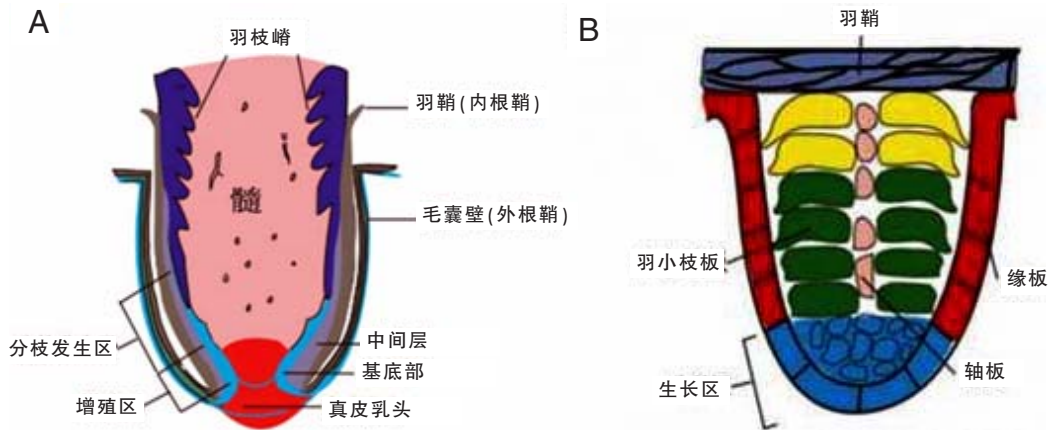 A
羽枝嵴
羽鞘(内根鞘)
髓
毛囊壁(外根鞘)
分枝发生区
增殖区
中间层
基底部
真皮乳头
B
羽鞘
羽小枝板
缘板
轴板
生长区